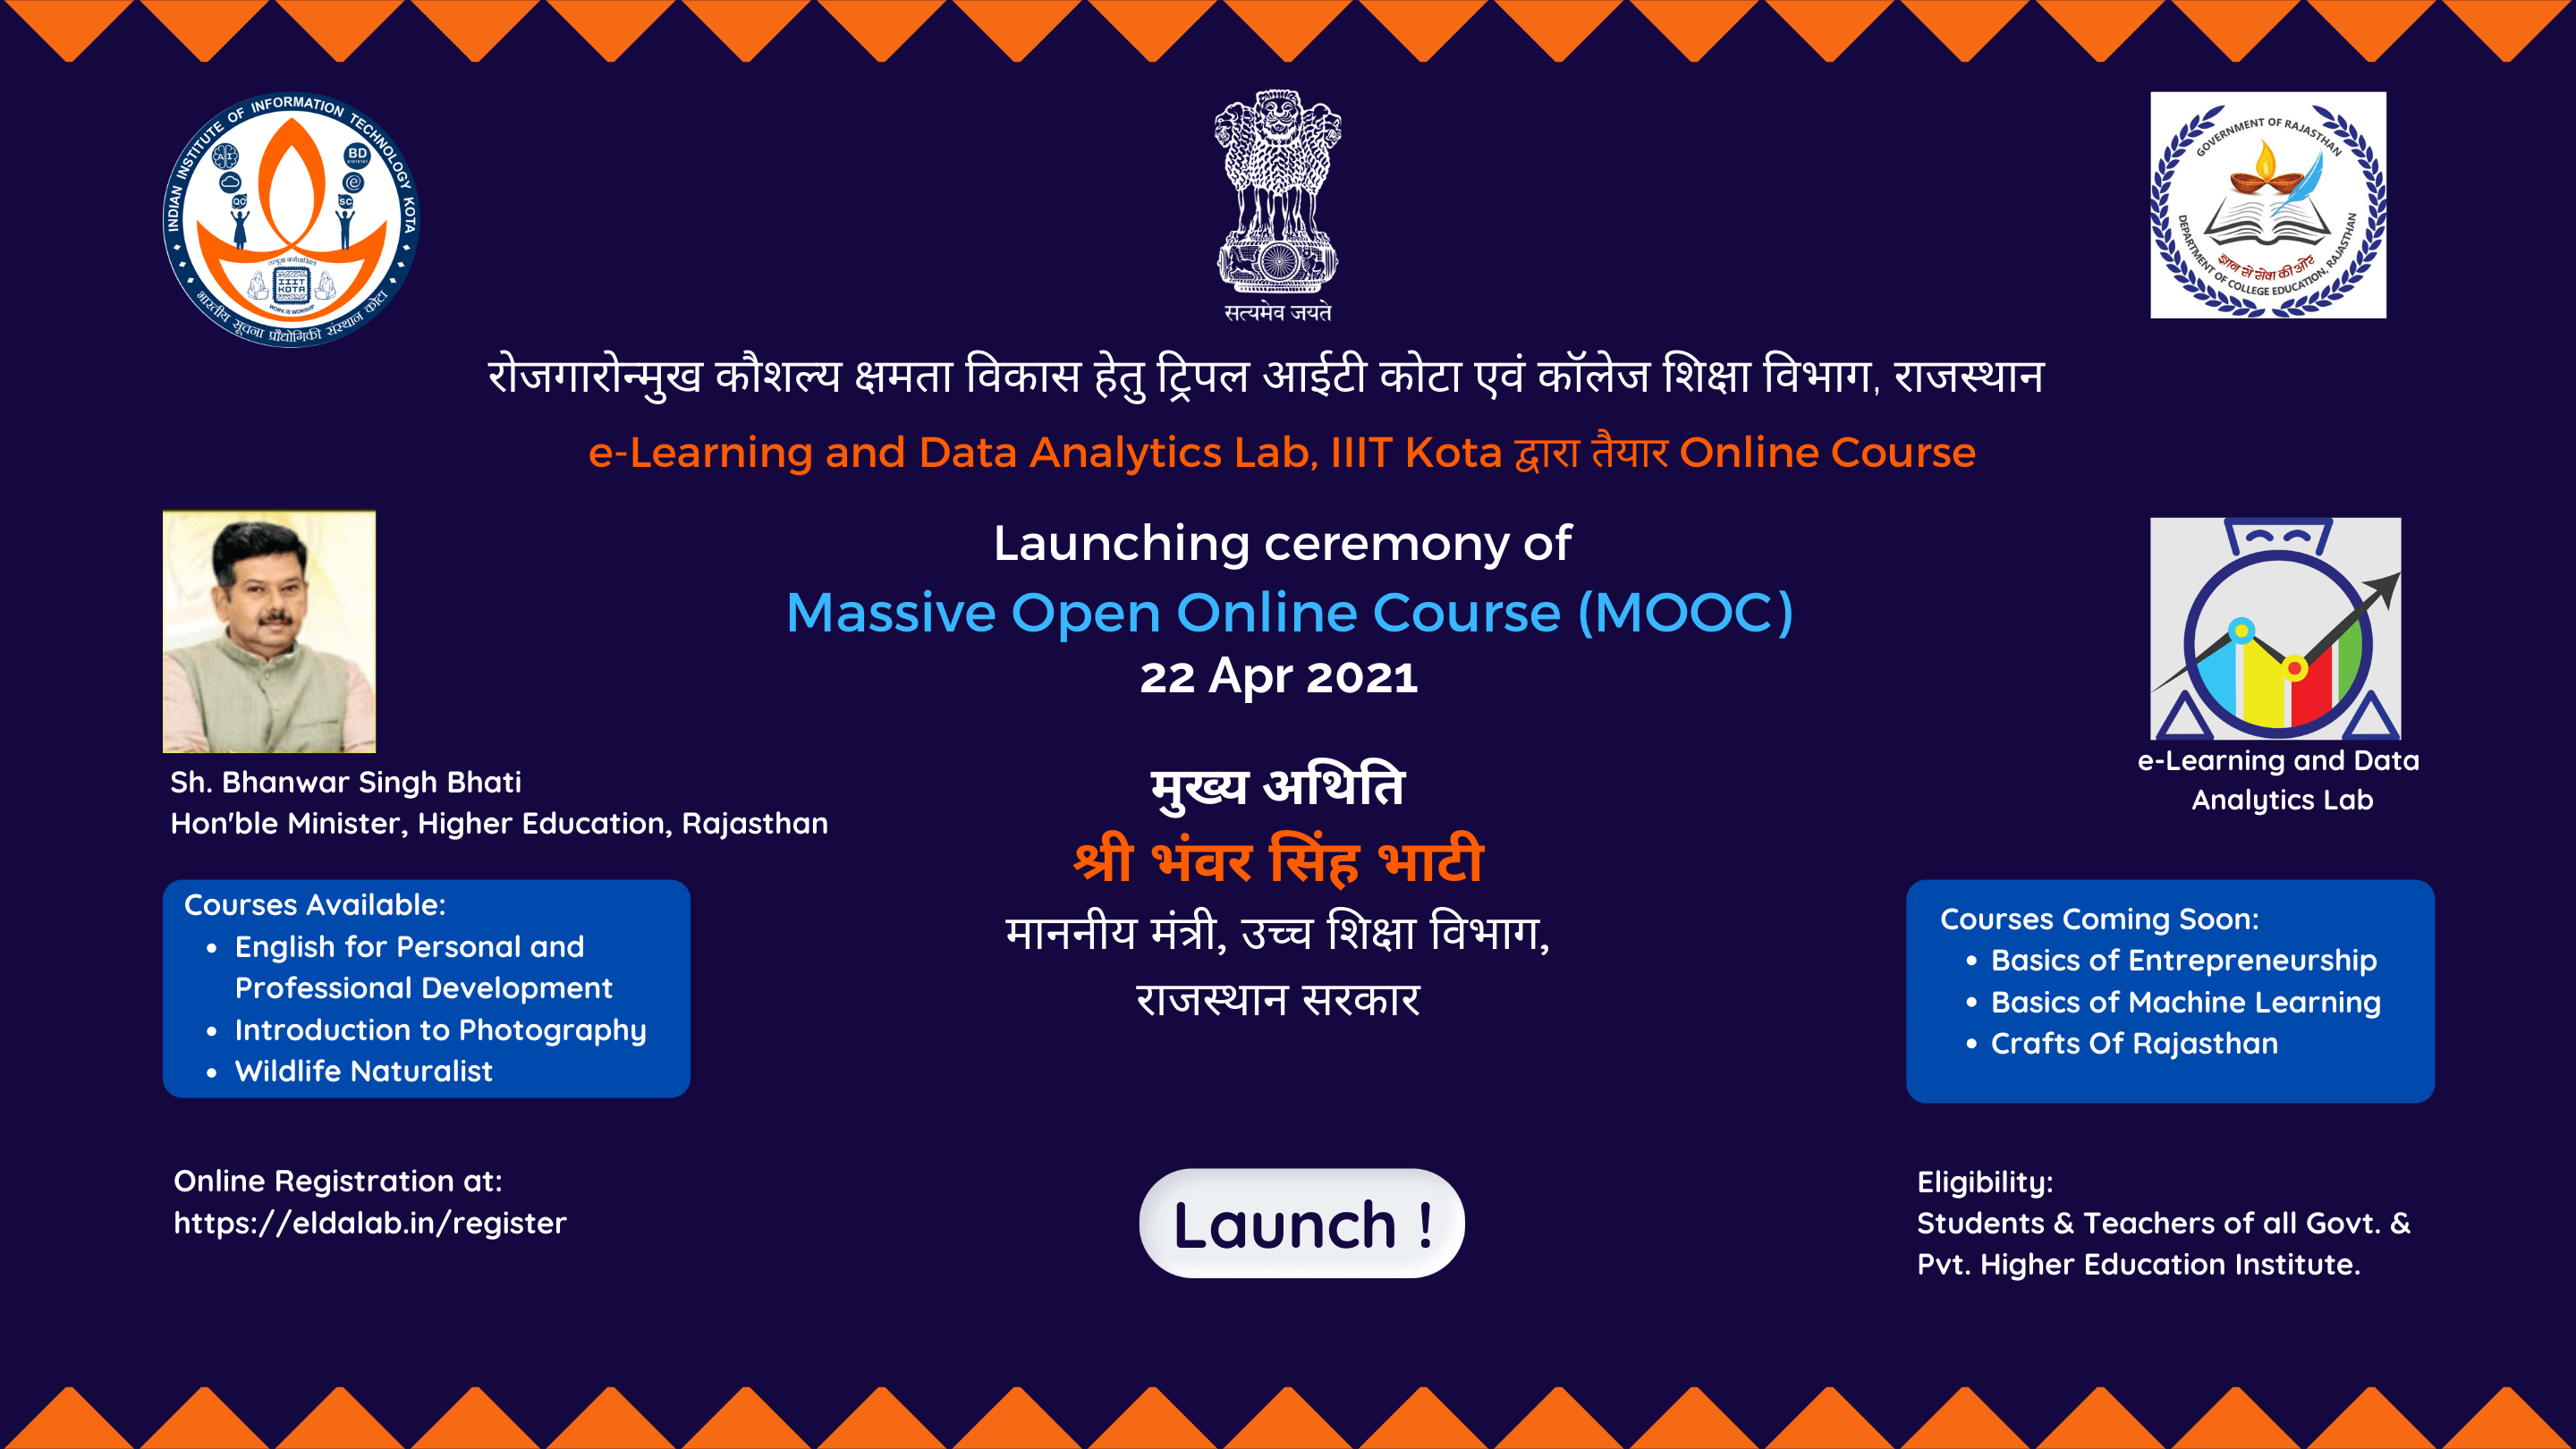 INDIAN INSTITUTE OF INFORMATION TECHNOLOGY KOTA
AI
BD
QC
SC
IIIT
KOTA
WORK IS WORSHIP
भारतीय सूचना प्रौद्योगिकी संस्थान कोटा
सत्यमेव जयते
GOVERNMENT OF RAJASTHAN
ज्ञान से सेवा की ओर
DEPARTMENT OF COLLEGE EDUCATION, RAJASTHAN
रोजगारोन्मुख कौशल्य क्षमता विकास हेतु ट्रिपल आईटी कोटा एवं कॉलेज शिक्षा विभाग, राजस्थान
e-Learning and Data Analytics Lab, IIIT Kota द्वारा तैयार Online Course
Launching ceremony of
Massive Open Online Course (MOOC)
22 Apr 2021
Sh. Bhanwar Singh Bhati
Hon'ble Minister, Higher Education, Rajasthan
मुख्य अथिति
श्री भंवर सिंह भाटी
माननीय मंत्री, उच्च शिक्षा विभाग,
राजस्थान सरकार
e-Learning and Data
Analytics Lab
Courses Available:
• English for Personal and
Professional Development
• Introduction to Photography
• Wildlife Naturalist
Courses Coming Soon:
• Basics of Entrepreneurship
• Basics of Machine Learning
• Crafts Of Rajasthan
Online Registration at:
https://eldalab.in/register
Launch !
Eligibility:
Students & Teachers of all Govt. &
Pvt. Higher Education Institute.